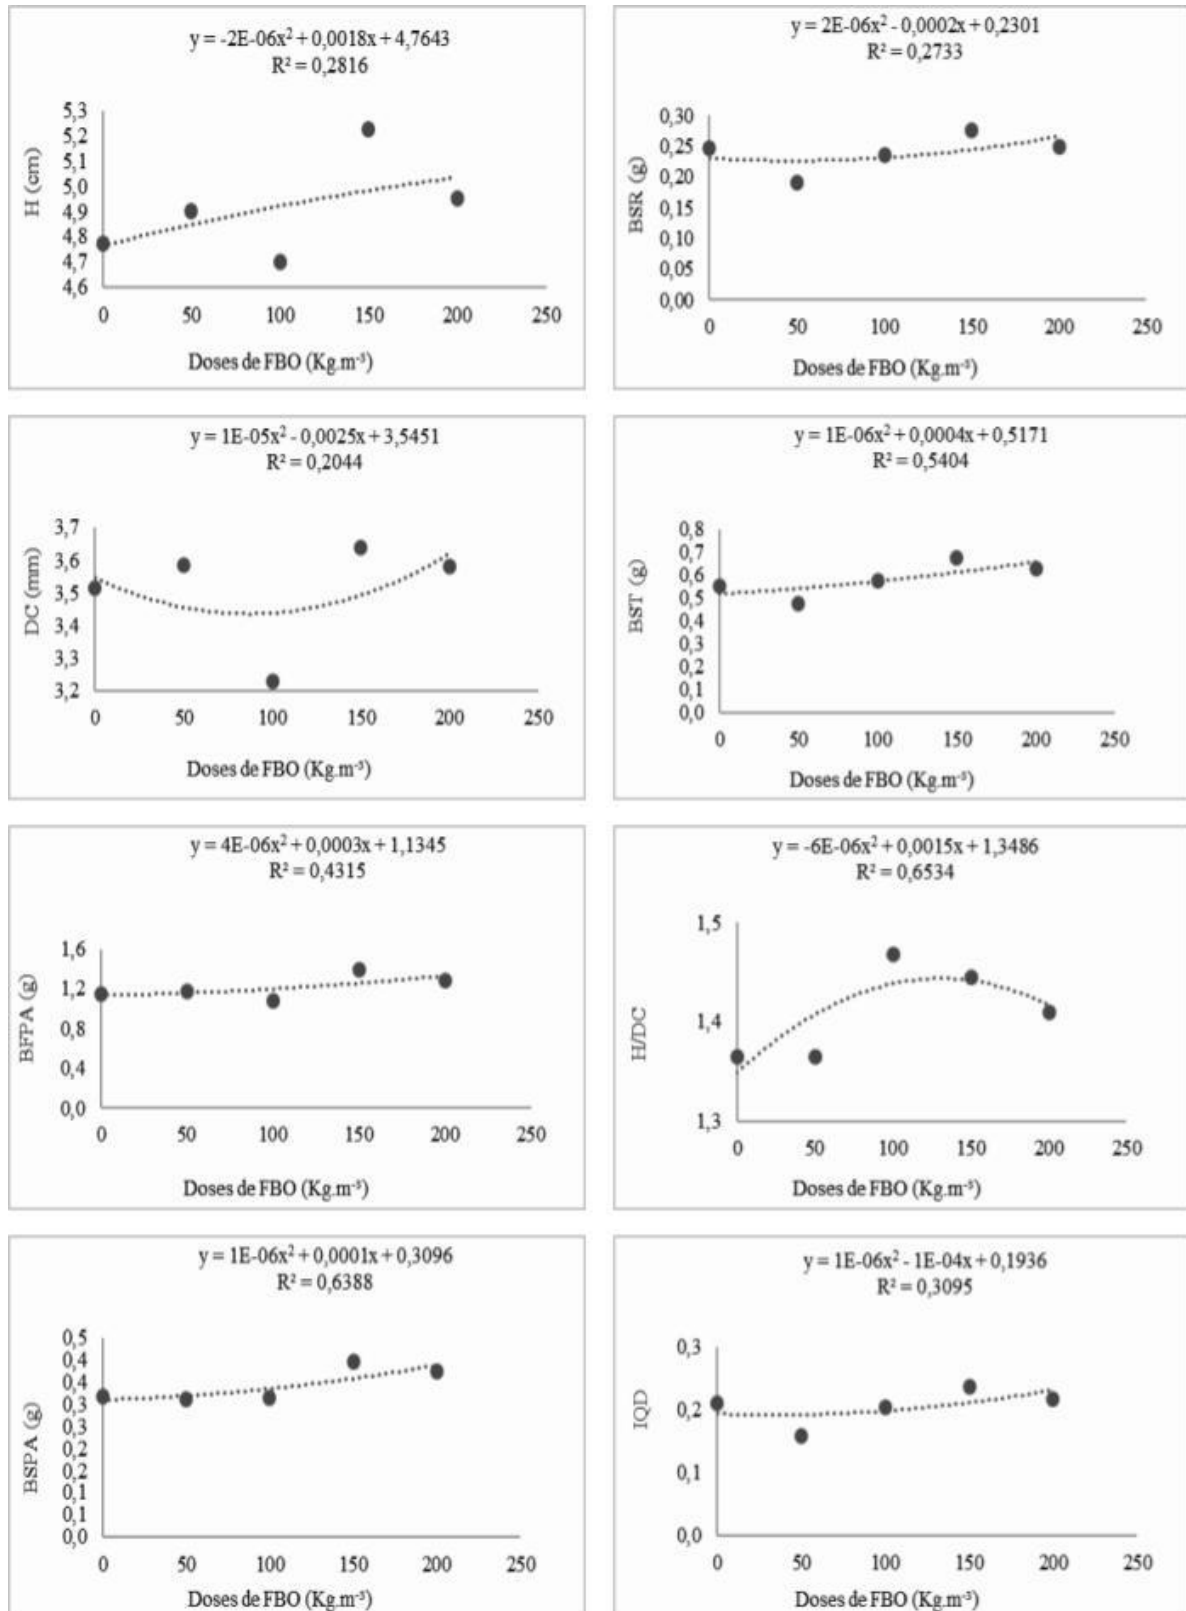 y = -2E-06x² + 0,0018x + 4,7643
R² = 0,2816
H (cm)
5,3
5,2
5,1
5,0
4,9
4,8
4,7
4,6
0 50 100 150 200 250
Doses de FBO (Kg.m⁻³)
y = 2E-06x² - 0,0002x + 0,2301
R² = 0,2733
BSR (g)
0,30
0,25
0,20
0,15
0,10
0,05
0,00
0 50 100 150 200 250
Doses de FBO (Kg.m⁻³)
y = 1E-05x² - 0,0025x + 3,5451
R² = 0,2044
DC (mm)
3,7
3,6
3,5
3,4
3,3
3,2
0 50 100 150 200 250
Doses de FBO (Kg.m⁻³)
y = 1E-06x² + 0,0004x + 0,5171
R² = 0,5404
BST (g)
0,8
0,7
0,6
0,5
0,4
0,3
0,2
0,1
0,0
0 50 100 150 200 250
Doses de FBO (Kg.m⁻³)
y = 4E-06x² + 0,0003x + 1,1345
R² = 0,4315
BFPA (g)
1,6
1,2
0,8
0,4
0,0
0 50 100 150 200 250
Doses de FBO (Kg.m⁻³)
y = -6E-06x² + 0,0015x + 1,3486
R² = 0,6534
H/DC
1,5
1,4
1,3
0 50 100 150 200 250
Doses de FBO (Kg.m⁻³)
y = 1E-06x² + 0,0001x + 0,3096
R² = 0,6388
BSPA (g)
0,5
0,4
0,4
0,3
0,3
0,2
0,2
0,1
0,1
0,0
0 50 100 150 200 250
Doses de FBO (Kg.m⁻³)
y = 1E-06x² - 1E-04x + 0,1936
R² = 0,3095
IQD
0,3
0,2
0,1
0,0
0 50 100 150 200 250
Doses de FBO (Kg.m⁻³)